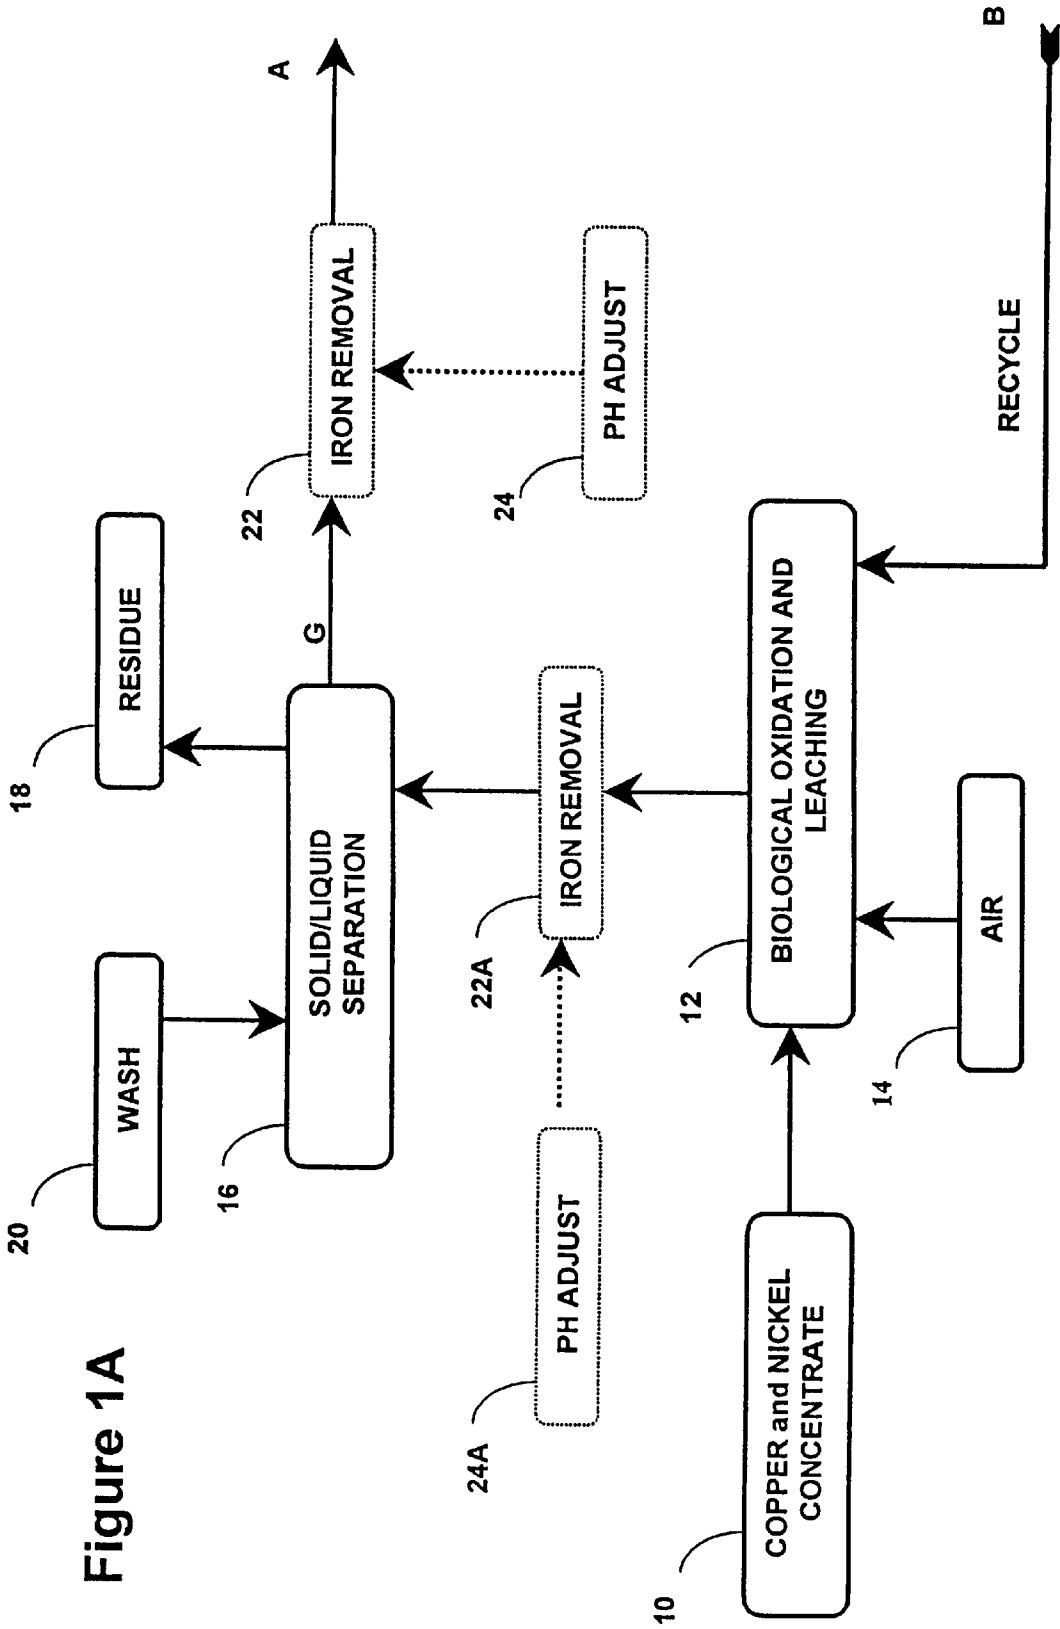 Figure 1A
20
WASH
18
RESIDUE
16
SOLID/LIQUID
SEPARATION
G
22
IRON REMOVAL
A
24A
PH ADJUST
22A
IRON REMOVAL
24
PH ADJUST
10
COPPER and NICKEL
CONCENTRATE
12
BIOLOGICAL OXIDATION AND
LEACHING
14
AIR
RECYCLE
B